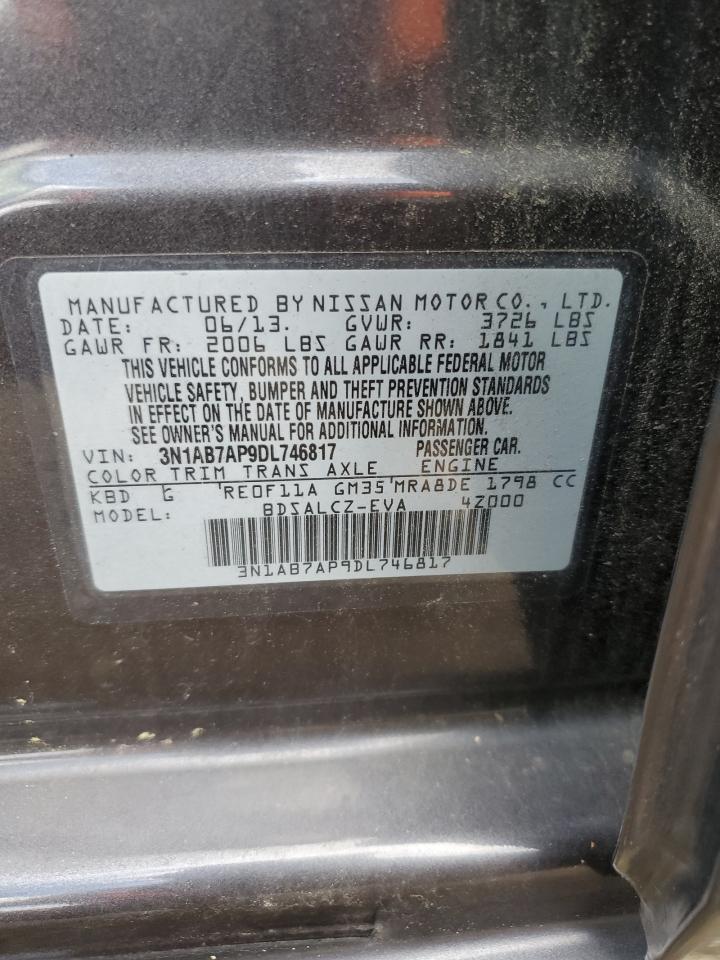 MANUFACTURED BY NISSAN MOTOR CO., LTD.
DATE: 06/13. GVWR: 3726 LBS
GAWR FR: 2006 LBS GAWR RR: 1841 LBS
THIS VEHICLE CONFORMS TO ALL APPLICABLE FEDERAL MOTOR
VEHICLE SAFETY, BUMPER AND THEFT PREVENTION STANDARDS
IN EFFECT ON THE DATE OF MANUFACTURE SHOWN ABOVE.
SEE OWNER'S MANUAL FOR ADDITIONAL INFORMATION.
VIN: 3N1AB7AP9DL746817 PASSENGER CAR.
COLOR TRIM TRANS AXLE ENGINE
KBD G RE0F11A GM35 MRA8DE 1798 CC
MODEL: BDSALCZ-EVA 4Z000
3N1AB7AP9DL746817